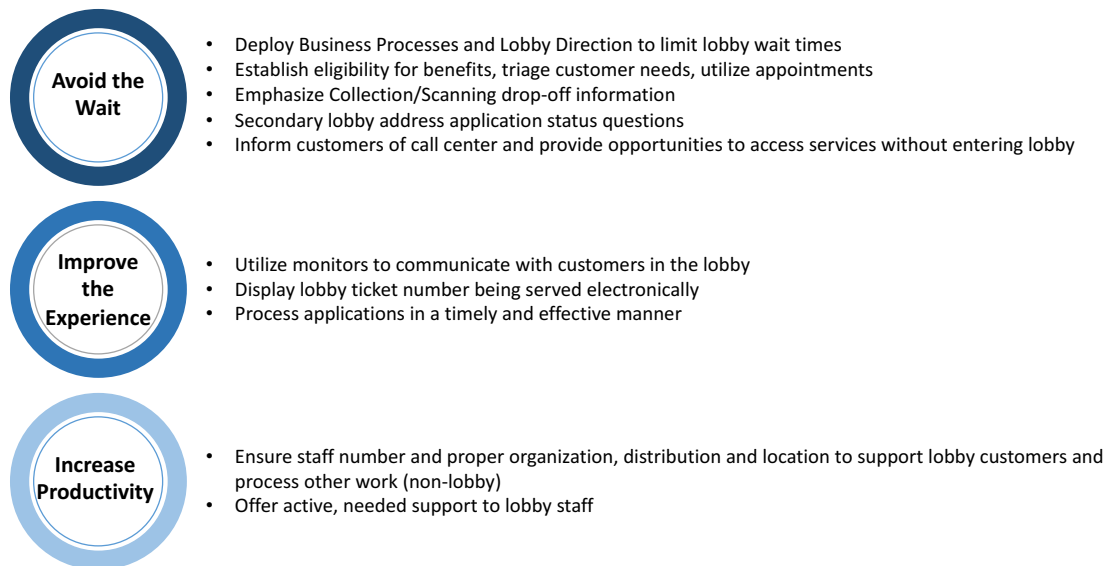 Avoid the
Wait
• Deploy Business Processes and Lobby Direction to limit lobby wait times
• Establish eligibility for benefits, triage customer needs, utilize appointments
• Emphasize Collection/Scanning drop-off information
• Secondary lobby address application status questions
• Inform customers of call center and provide opportunities to access services without entering lobby
Improve
the
Experience
• Utilize monitors to communicate with customers in the lobby
• Display lobby ticket number being served electronically
• Process applications in a timely and effective manner
Increase
Productivity
• Ensure staff number and proper organization, distribution and location to support lobby customers and
process other work (non-lobby)
• Offer active, needed support to lobby staff